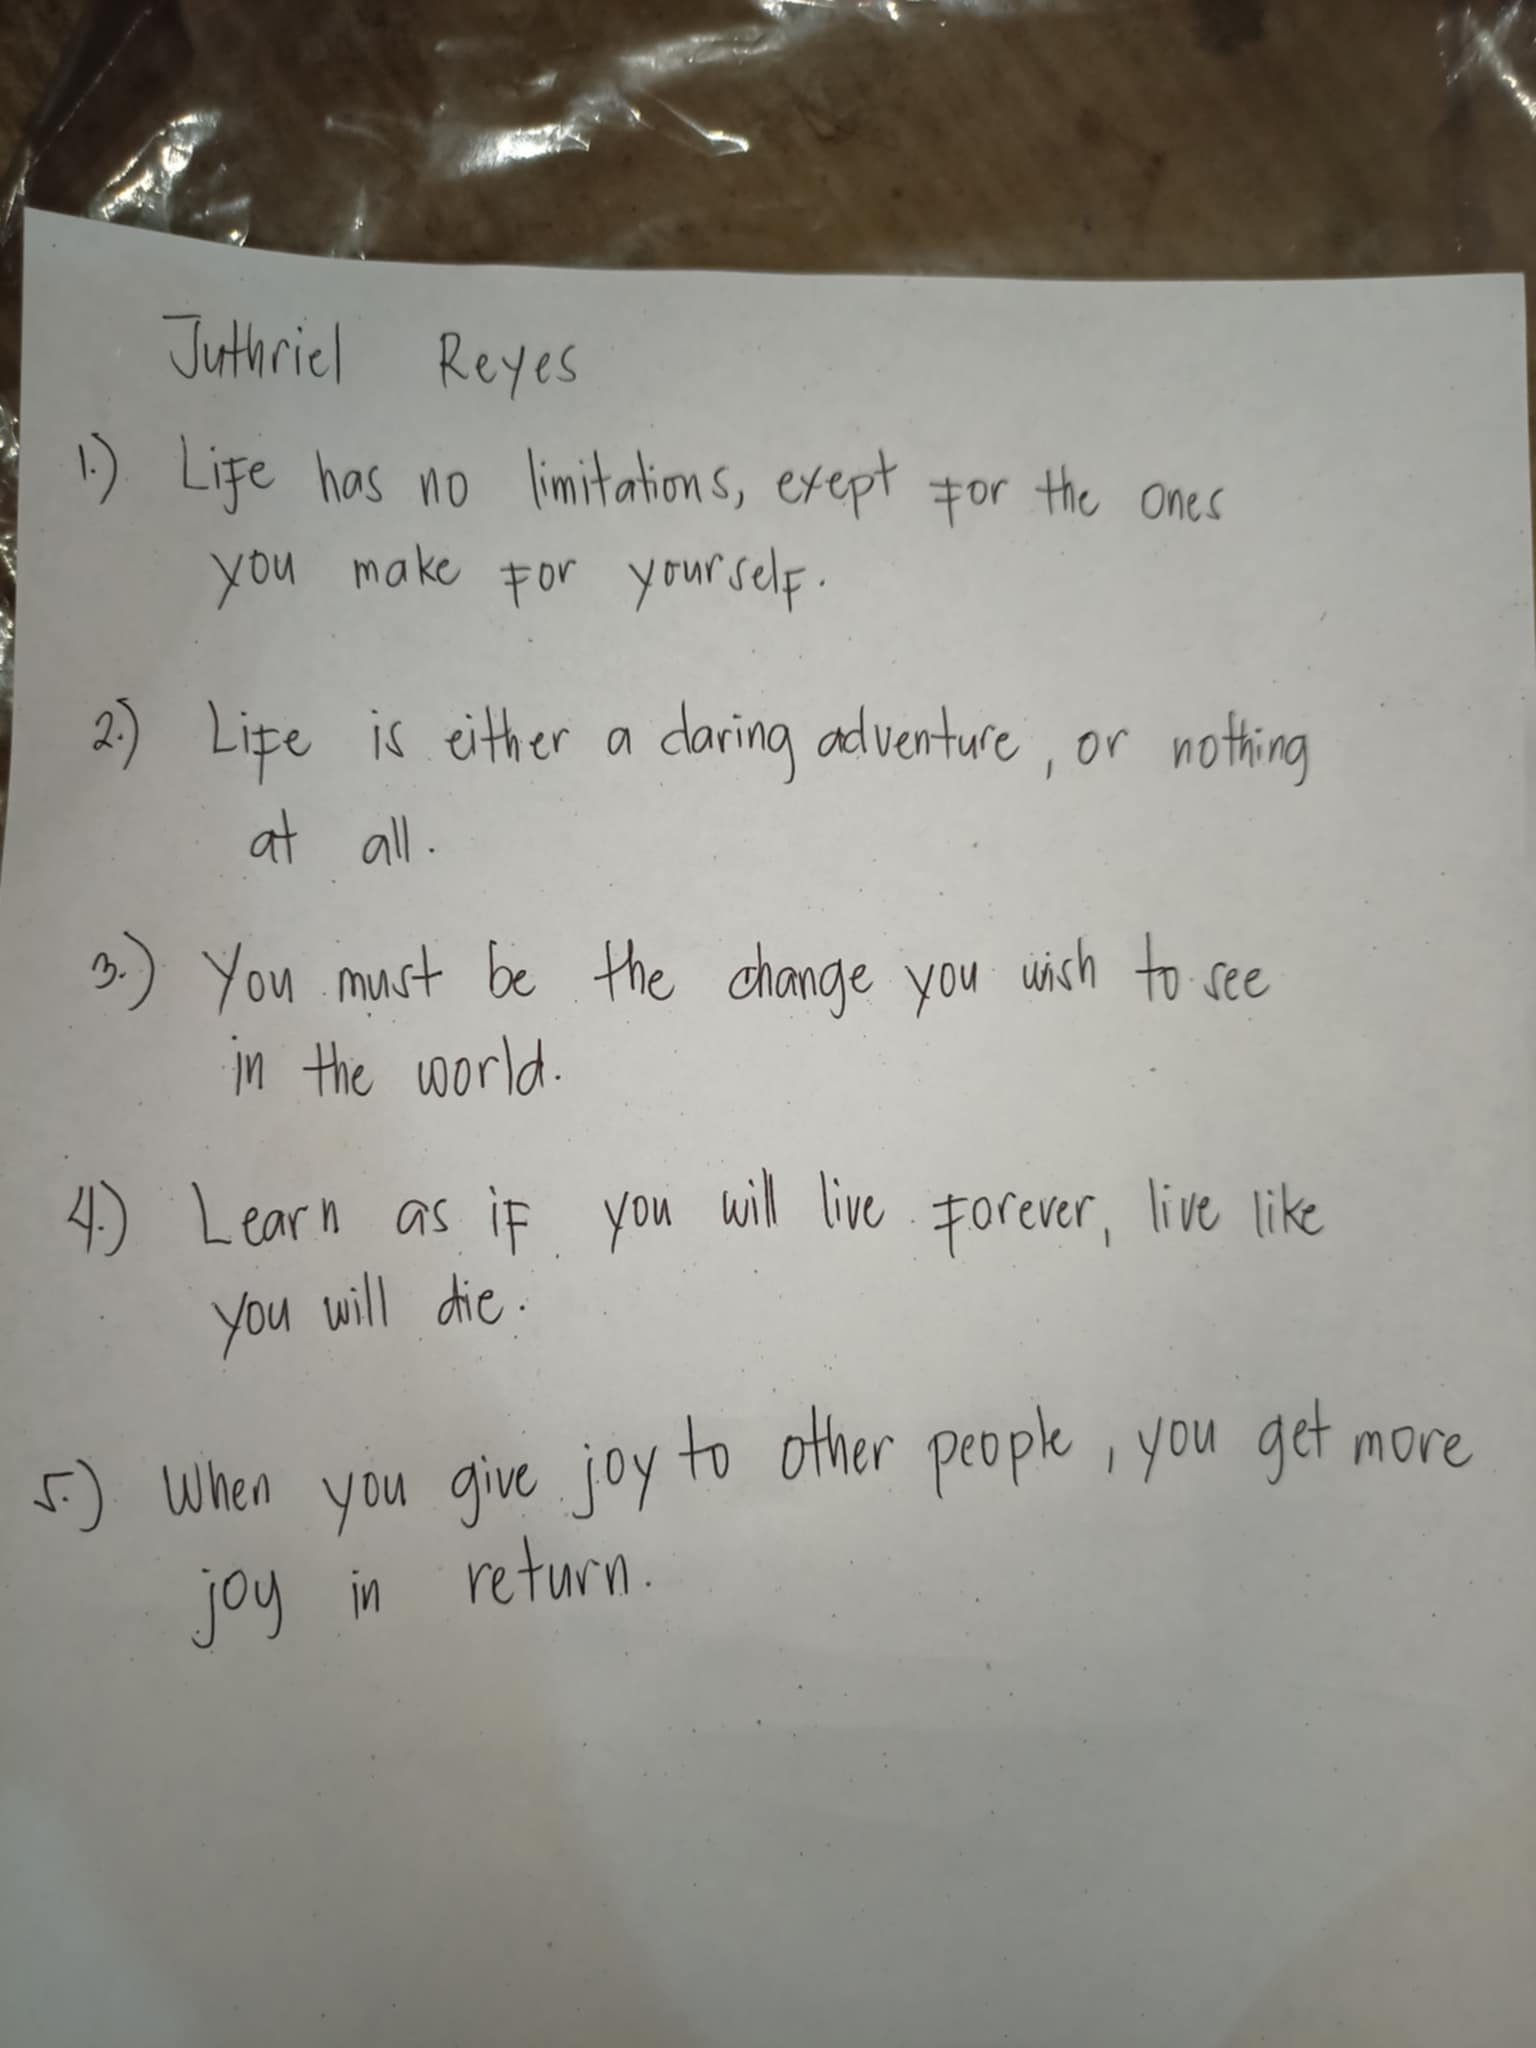 Juthriel Reyes
1.) Life has no limitations, exept for the ones
you make for yourself.
2.) Life is either a daring adventure, or nothing
at all.
3.) You must be the change you wish to see
in the world.
4.) Learn as if you will live forever, live like
you will die.
5.) When you give joy to other people, you get more
joy in return.